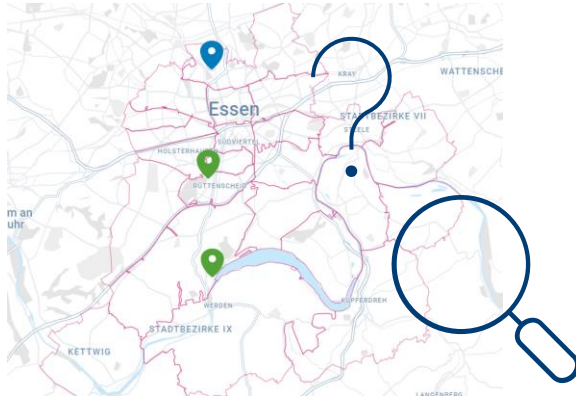 KRAY
WATTENSCHE
Essen
STADTBEZIRKE VII
STEELE
SÜDVIERTEL
HOLSTERHAUSEN
RÜTTENSCHEID
m an
uhr
WERDEN
KUPFERDREH
STADTBEZIRKE IX
KETTWIG
LANGENBERG